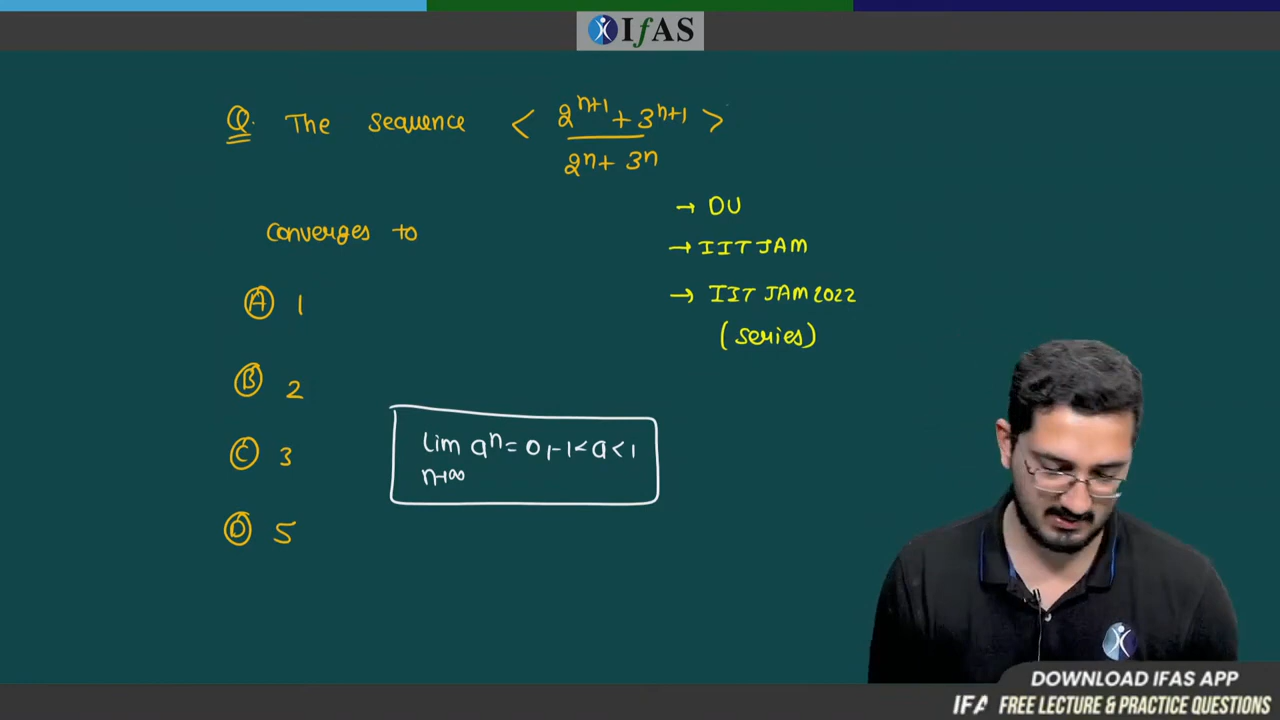 IfAS
Q. The sequence < 2^{n+1} + 3^{n+1} / 2^n + 3^n >
converges to
→ DU
→ IIT JAM
→ IIT JAM 2022
(series)
A 1
B 2
C 3
D 5
lim a^n = 0, -1 < a < 1
n→∞
DOWNLOAD IFAS APP
IFA FREE LECTURE & PRACTICE QUESTIONS